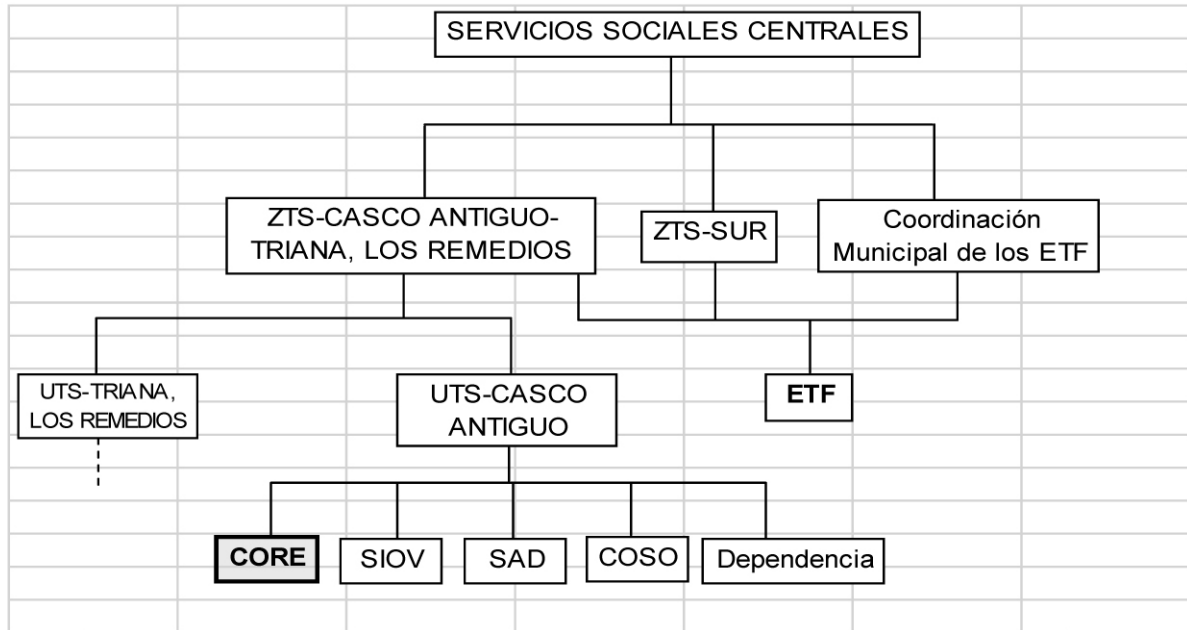 SERVICIOS SOCIALES CENTRALES
ZTS-CASCO ANTIGUO-
TRIANA, LOS REMEDIOS
ZTS-SUR
Coordinación
Municipal de los ETF
UTS-TRIANA,
LOS REMEDIOS
UTS-CASCO
ANTIGUO
ETF
CORE
SIOV
SAD
COSO
Dependencia